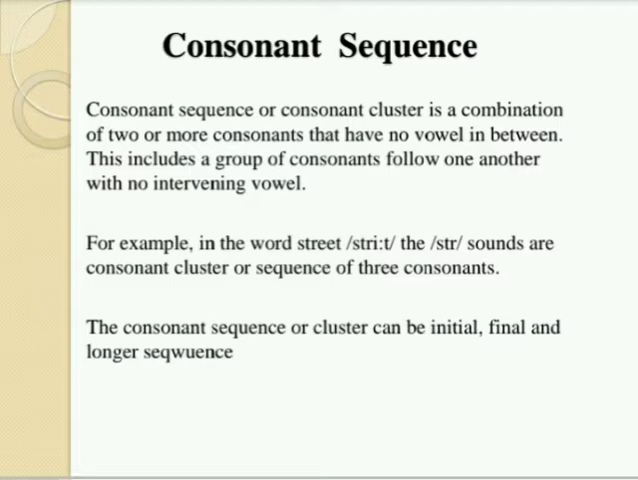 Consonant Sequence
Consonant sequence or consonant cluster is a combination
of two or more consonants that have no vowel in between.
This includes a group of consonants follow one another
with no intervening vowel.
For example, in the word street /stri:t/ the /str/ sounds are
consonant cluster or sequence of three consonants.
The consonant sequence or cluster can be initial, final and
longer seqwuence